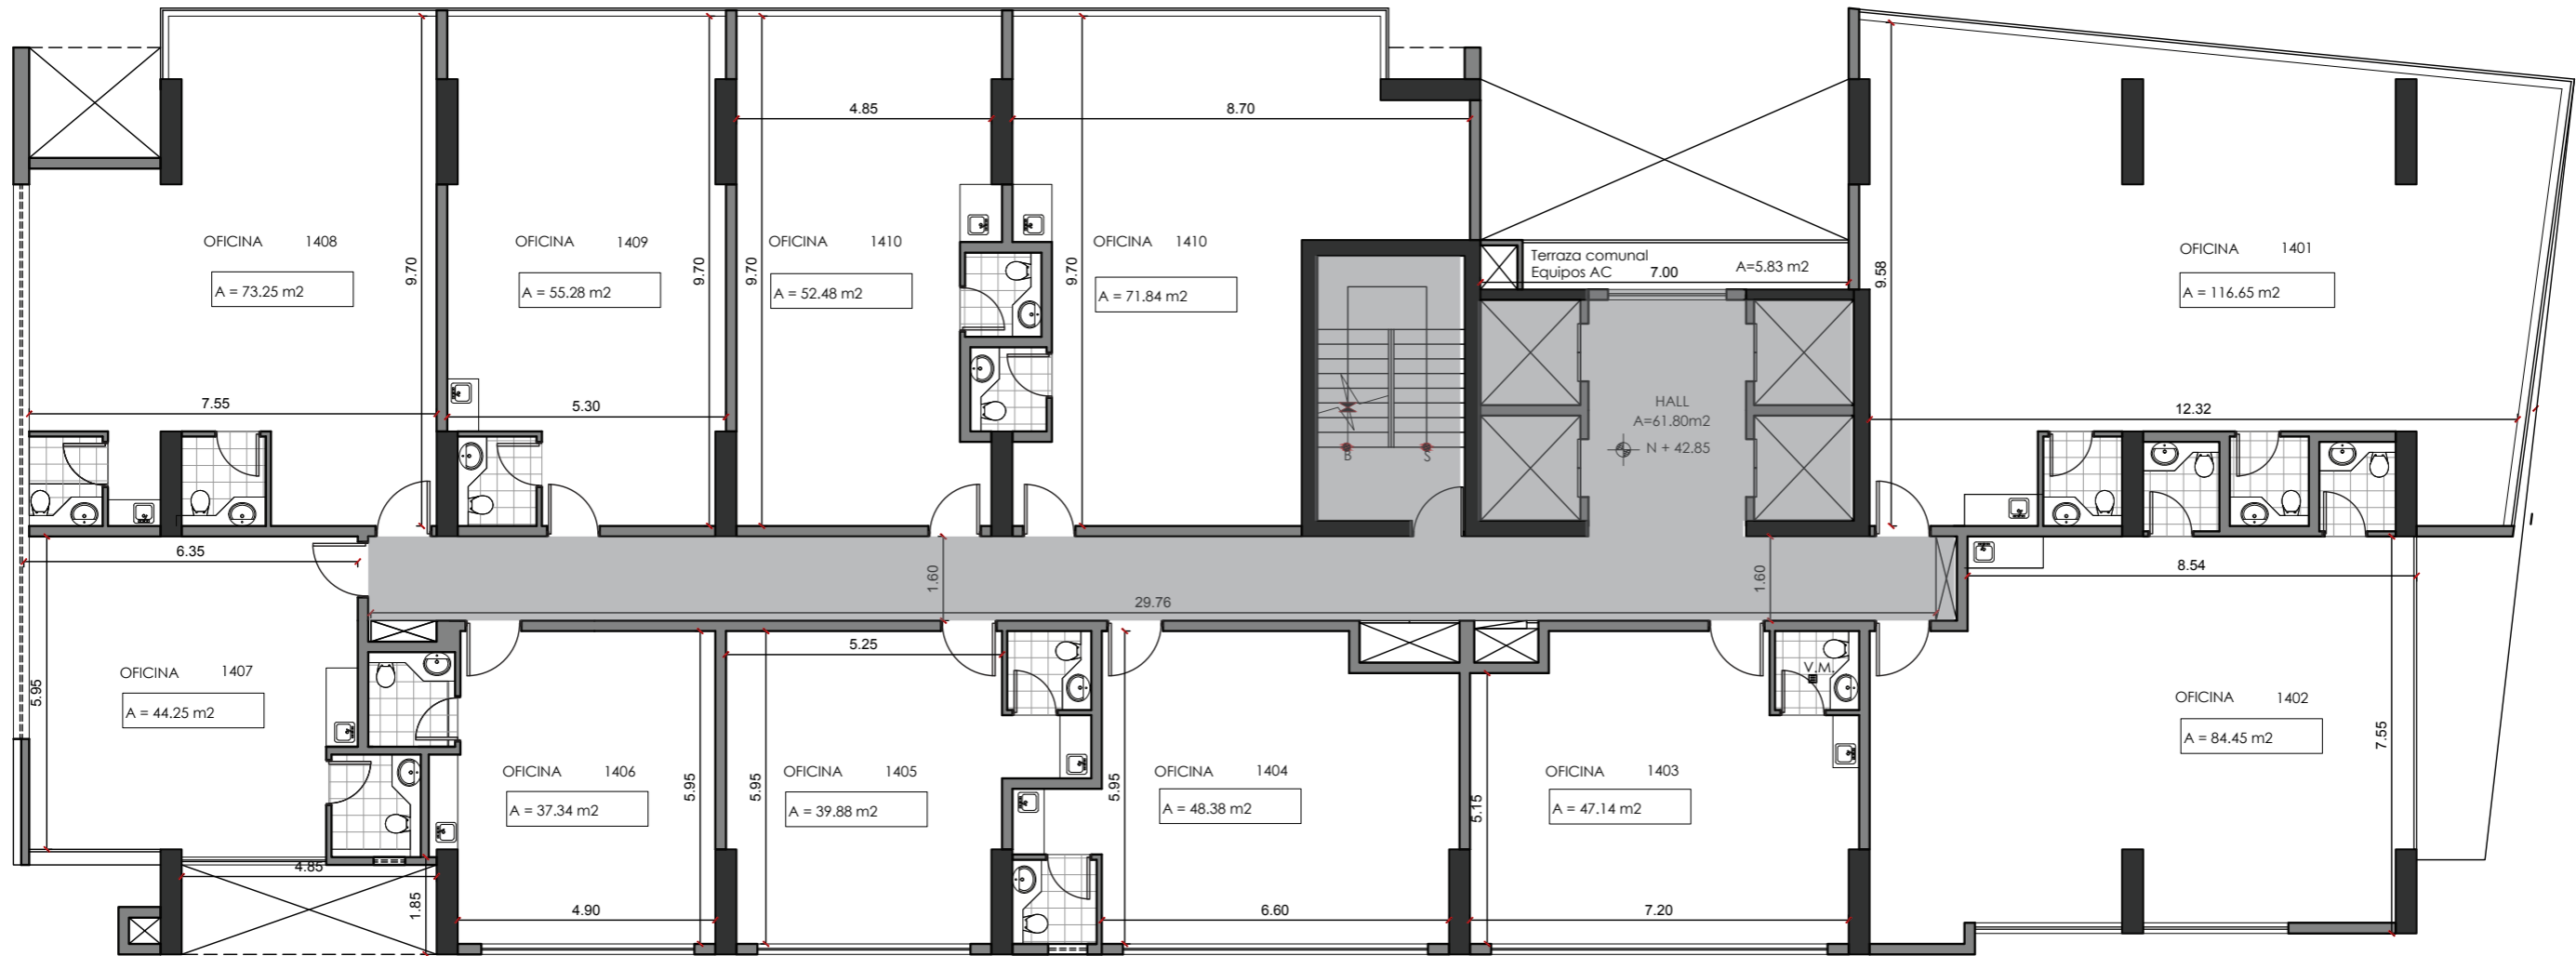 4.85
8.70
OFICINA 1408
A = 73.25 m2
9.70
7.55
OFICINA 1409
A = 55.28 m2
9.70
5.30
OFICINA 1410
A = 52.48 m2
9.70
OFICINA 1410
A = 71.84 m2
9.70
B
S
Terraza comunal
Equipos AC
7.00
A=5.83 m2
HALL
A=61.80m2
N + 42.85
9.58
OFICINA 1401
A = 116.65 m2
12.32
6.35
1.60
29.76
1.60
8.54
OFICINA 1407
A = 44.25 m2
5.95
4.85
1.85
OFICINA 1406
A = 37.34 m2
5.95
4.90
5.25
OFICINA 1405
A = 39.88 m2
5.95
OFICINA 1404
A = 48.38 m2
5.95
6.60
OFICINA 1403
A = 47.14 m2
5.15
7.20
V.M.
OFICINA 1402
A = 84.45 m2
7.55